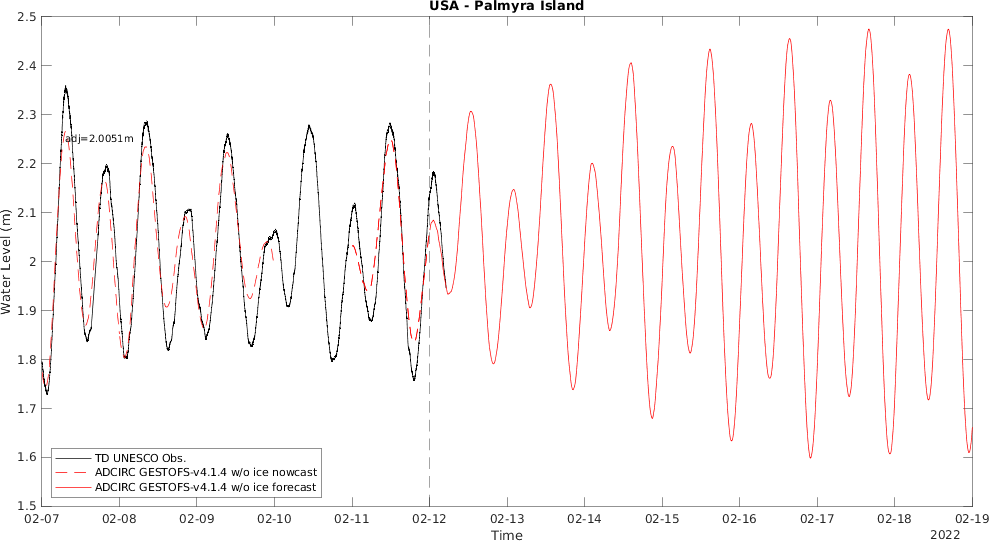 USA - Palmyra Island
2.5
2.4
2.3
2.2
2.1
2
1.9
1.8
1.7
1.6
1.5
Water Level (m)
adj=2.0051m
TD UNESCO Obs.
ADCIRC GESTOFS-v4.1.4 w/o ice nowcast
ADCIRC GESTOFS-v4.1.4 w/o ice forecast
02-07 02-08 02-09 02-10 02-11 02-12 02-13 02-14 02-15 02-16 02-17 02-18 02-19
Time
2022